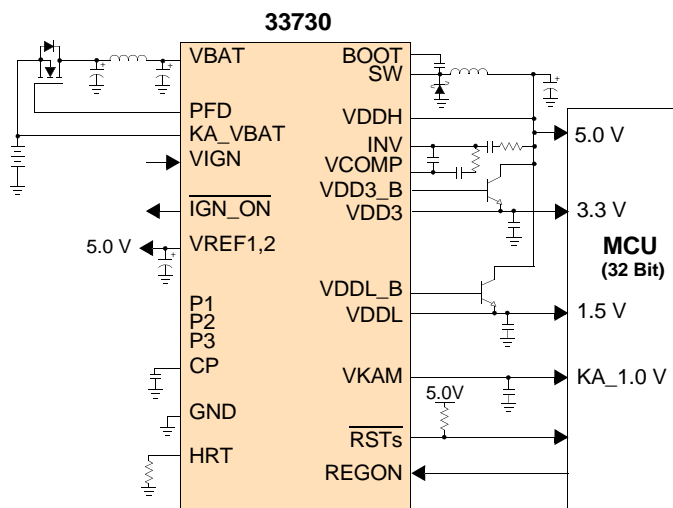 33730
VBAT
PFD
KA_VBAT
VIGN
IGN_ON
5.0 V
VREF1,2
P1
P2
P3
CP
GND
HRT
BOOT
SW
VDDH
INV
VCOMP
VDD3_B
VDD3
VDDL_B
VDDL
VKAM
5.0V
RSTs
REGON
5.0 V
3.3 V
MCU
(32 Bit)
1.5 V
KA_1.0 V
+
+
+
+